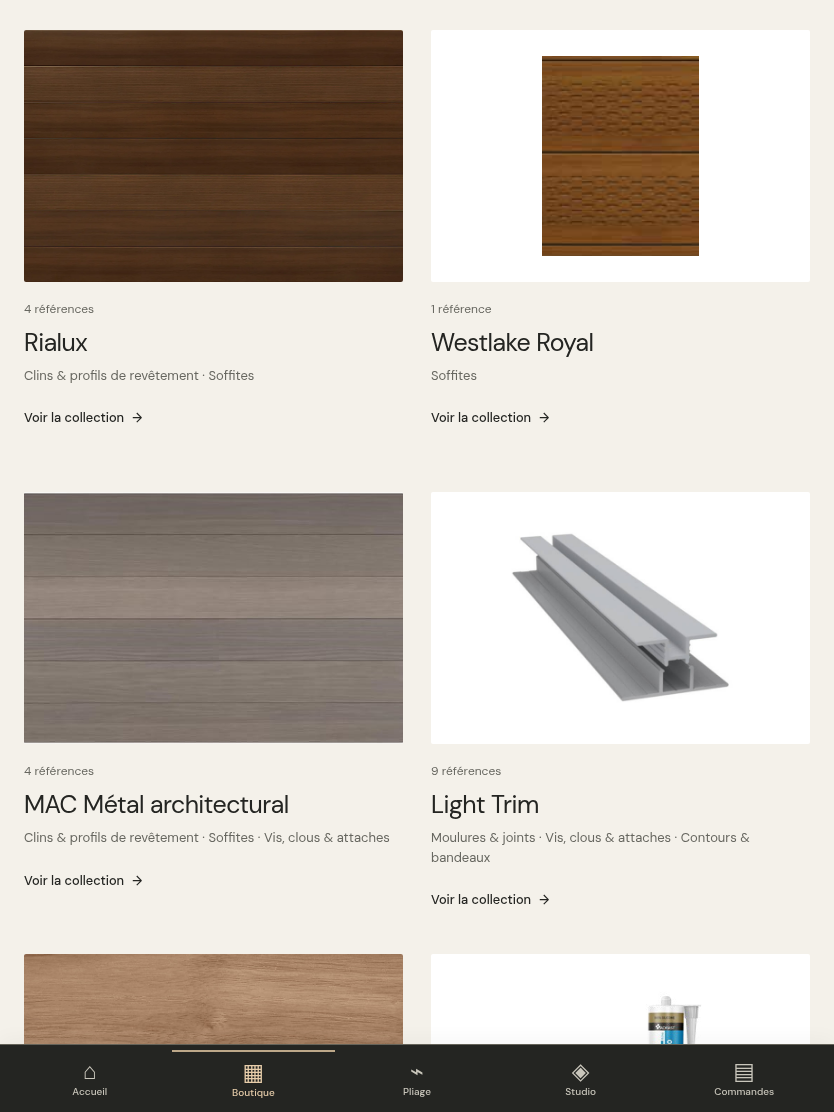 4 références
Rialux
Clins & profils de revêtement · Soffites
Voir la collection →
1 référence
Westlake Royal
Soffites
Voir la collection →
4 références
MAC Métal architectural
Clins & profils de revêtement · Soffites · Vis, clous & attaches
Voir la collection →
9 références
Light Trim
Moulures & joints · Vis, clous & attaches · Contours &
bandeaux
Voir la collection →
Accueil
Boutique
Pliage
Studio
Commandes